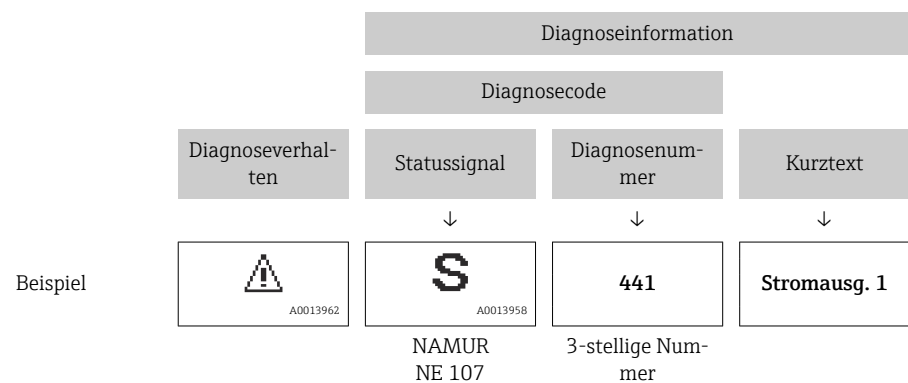 Diagnoseinformation
Diagnosecode
Diagnoseverhal-
ten
Statussignal
Diagnosenum-
mer
Kurztext
↓ ↓ ↓
Beispiel
A0013962
S
A0013958
441
Stromausg. 1
NAMUR
NE 107
3-stellige Num-
mer